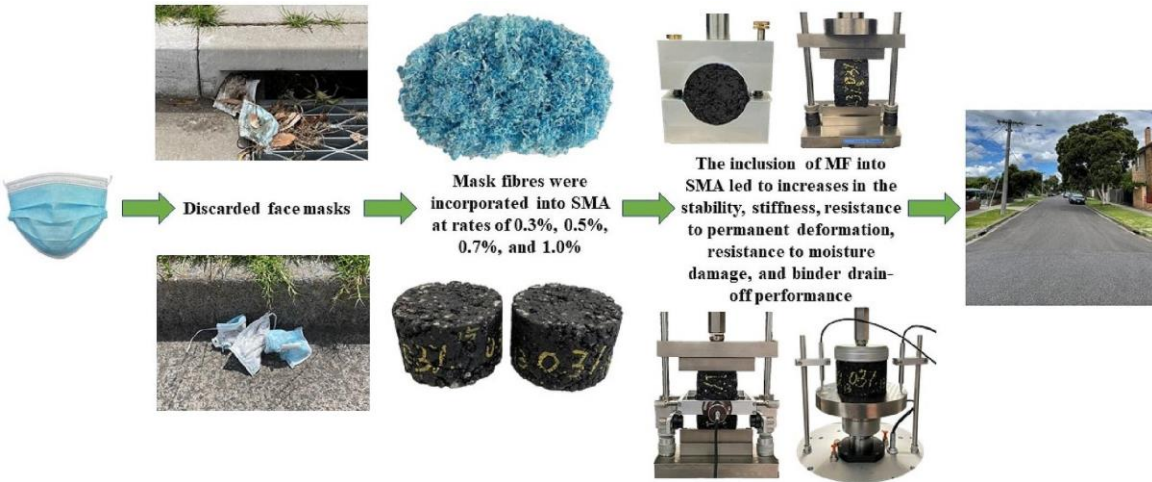 Discarded face masks
Mask fibres were
incorporated into SMA
at rates of 0.3%, 0.5%,
0.7%, and 1.0%
The inclusion of MF into
SMA led to increases in the
stability, stiffness, resistance
to permanent deformation,
resistance to moisture
damage, and binder drain-
off performance